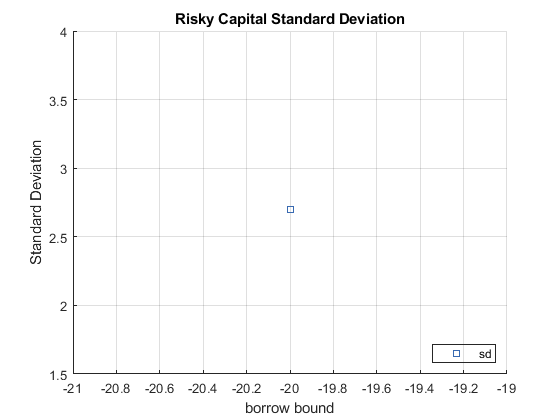 Risky Capital Standard Deviation
4
3.5
3
2.5
2
1.5
Standard Deviation
sd
-21 -20.8 -20.6 -20.4 -20.2 -20 -19.8 -19.6 -19.4 -19.2 -19
borrow bound